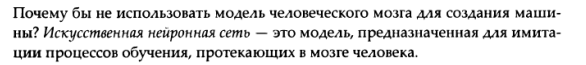 Почему бы не использовать модель человеческого мозга для создания маши-
ны? Искусственная нейронная сеть — это модель, предназначенная для имита-
ции процессов обучения, протекающих в мозге человека.